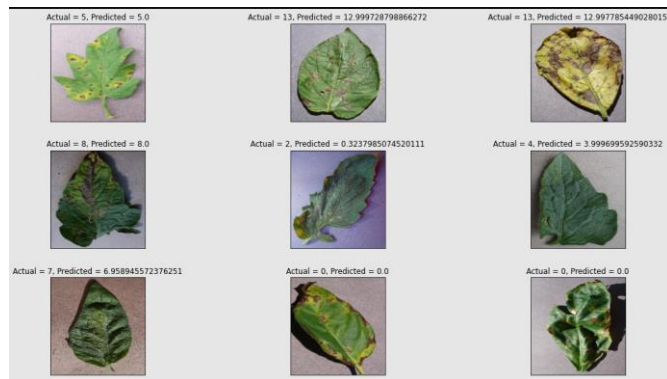 Actual = 5, Predicted = 5.0
Actual = 13, Predicted = 12.999728798866272
Actual = 13, Predicted = 12.997785449028015
Actual = 8, Predicted = 8.0
Actual = 2, Predicted = 0.3237985074520111
Actual = 4, Predicted = 3.999699592590332
Actual = 7, Predicted = 6.958945572376251
Actual = 0, Predicted = 0.0
Actual = 0, Predicted = 0.0